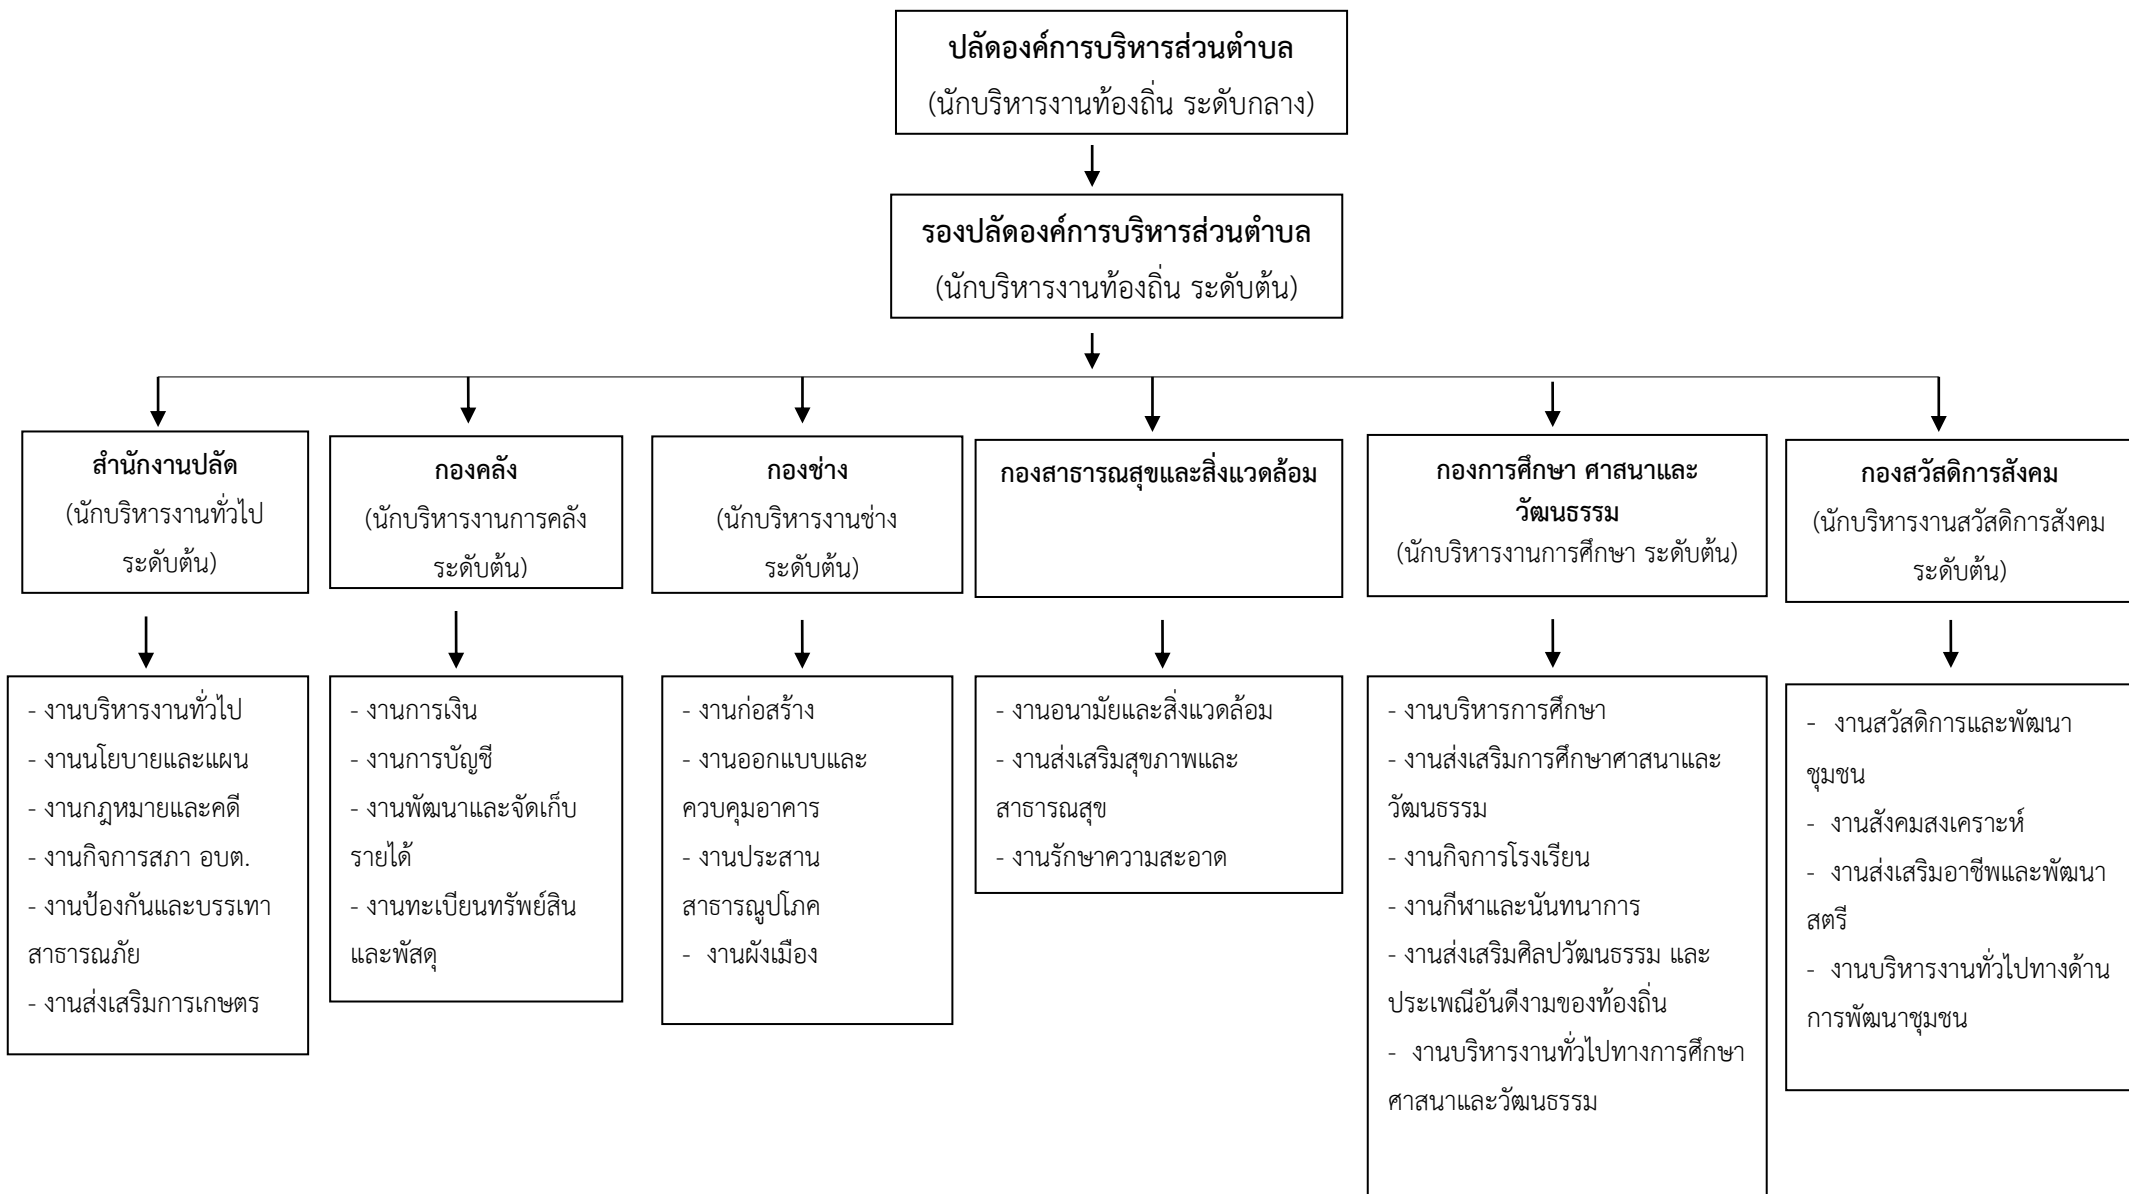 ปลัดองค์การบริหารส่วนตำบล
(นักบริหารงานท้องถิ่น ระดับกลาง)
รองปลัดองค์การบริหารส่วนตำบล
(นักบริหารงานท้องถิ่น ระดับต้น)
สำนักงานปลัด
(นักบริหารงานทั่วไป
ระดับต้น)
กองคลัง
(นักบริหารงานการคลัง
ระดับต้น)
กองช่าง
(นักบริหารงานช่าง
ระดับต้น)
กองสาธารณสุขและสิ่งแวดล้อม
กองการศึกษา ศาสนาและ
วัฒนธรรม
(นักบริหารงานการศึกษา ระดับต้น)
กองสวัสดิการสังคม
(นักบริหารงานสวัสดิการสังคม
ระดับต้น)
- งานบริหารงานทั่วไป
- งานนโยบายและแผน
- งานกฎหมายและคดี
- งานกิจการสภา อบต.
- งานป้องกันและบรรเทา
สาธารณภัย
- งานส่งเสริมการเกษตร
- งานการเงิน
- งานการบัญชี
- งานพัฒนาและจัดเก็บ
รายได้
- งานทะเบียนทรัพย์สิน
และพัสดุ
- งานก่อสร้าง
- งานออกแบบและ
ควบคุมอาคาร
- งานประสาน
สาธารณูปโภค
- งานผังเมือง
- งานอนามัยและสิ่งแวดล้อม
- งานส่งเสริมสุขภาพและ
สาธารณสุข
- งานรักษาความสะอาด
- งานบริหารการศึกษา
- งานส่งเสริมการศึกษาศาสนาและ
วัฒนธรรม
- งานกิจการโรงเรียน
- งานกีฬาและนันทนาการ
- งานส่งเสริมศิลปวัฒนธรรม และ
ประเพณีอันดีงามของท้องถิ่น
- งานบริหารงานทั่วไปทางการศึกษา
ศาสนาและวัฒนธรรม
- งานสวัสดิการและพัฒนา
ชุมชน
- งานสังคมสงเคราะห์
- งานส่งเสริมอาชีพและพัฒนา
สตรี
- งานบริหารงานทั่วไปทางด้าน
การพัฒนาชุมชน